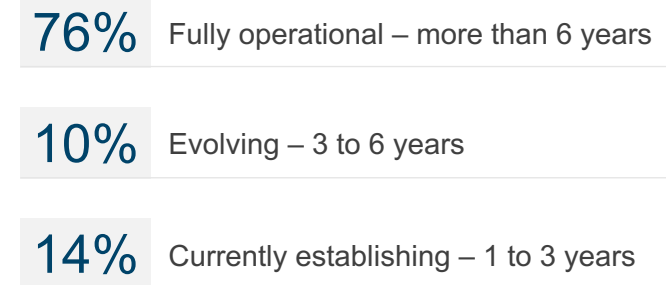 76% Fully operational – more than 6 years
10% Evolving – 3 to 6 years
14% Currently establishing – 1 to 3 years